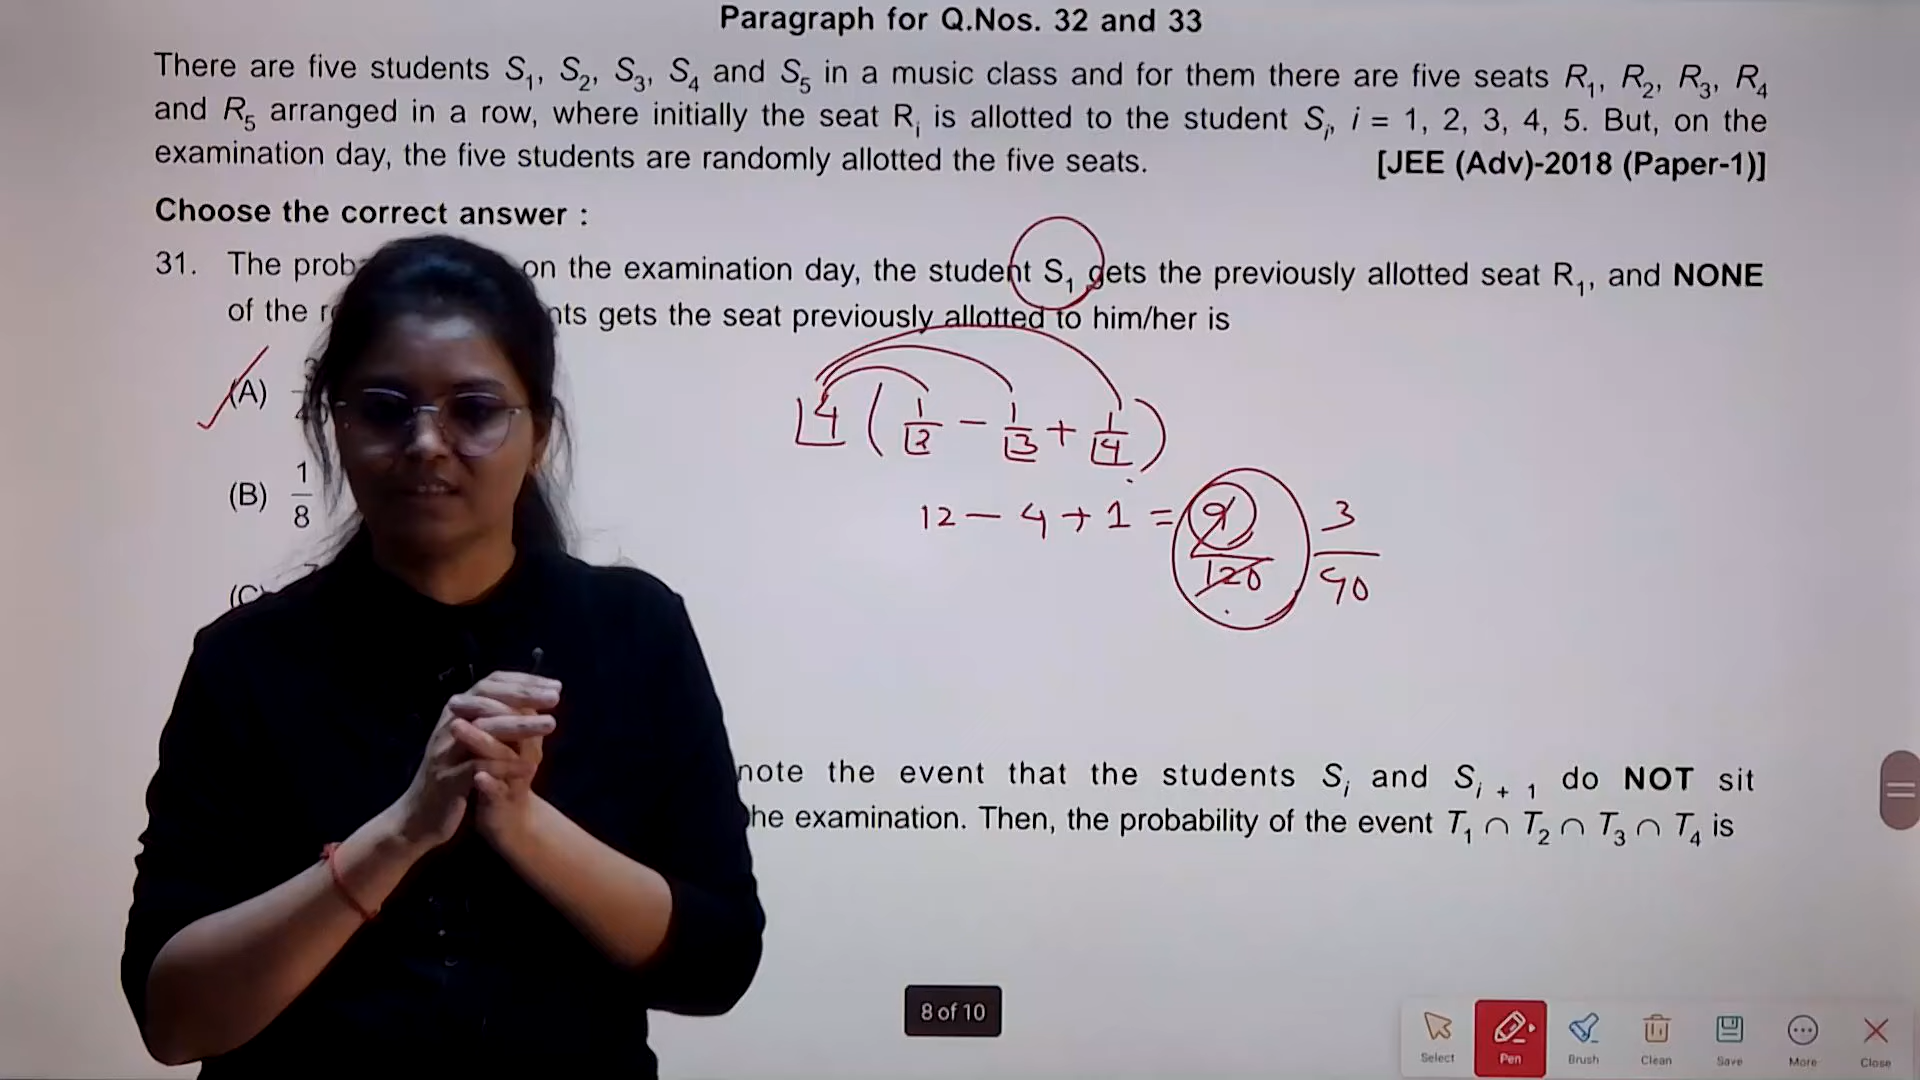 Paragraph for Q.Nos. 32 and 33
There are five students S₁, S₂, S₃, S₄ and S₅ in a music class and for them there are five seats R₁, R₂, R₃, R₄
and R₅ arranged in a row, where initially the seat Rᵢ is allotted to the student Sᵢ, i = 1, 2, 3, 4, 5. But, on the
examination day, the five students are randomly allotted the five seats. [JEE (Adv)-2018 (Paper-1)]
Choose the correct answer :
31. The prob on the examination day, the student S₁ gets the previously allotted seat R₁, and NONE
of the nts gets the seat previously allotted to him/her is
(A)
⌊4 ( 1/⌊2 − 1/⌊3 + 1/⌊4 )
(B) 1/8
12 − 4 + 1 = 9/120 3/40
(C)
note the event that the students Sᵢ and Sᵢ₊₁ do NOT sit
he examination. Then, the probability of the event T₁ ∩ T₂ ∩ T₃ ∩ T₄ is
8 of 10
Select Pen Brush Clean Save More Close